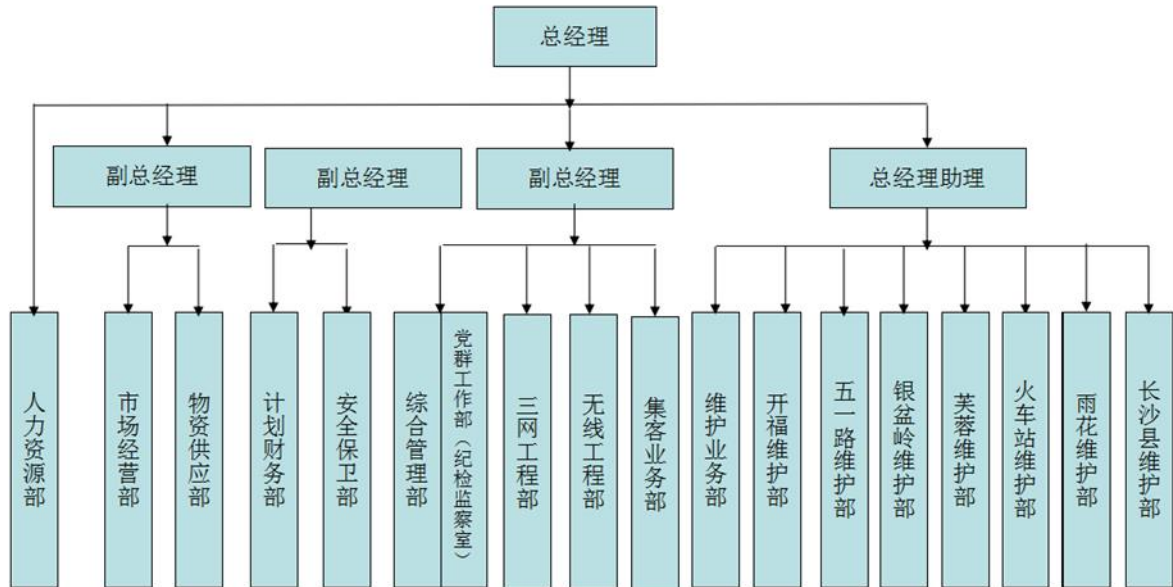 总经理
副总经理
副总经理
副总经理
总经理助理
人力资源部
市场经营部
物资供应部
计划财务部
安全保卫部
综合管理部
党群工作部（纪检监察室）
三网工程部
无线工程部
集客业务部
维护业务部
开福维护部
五一路维护部
银盆岭维护部
芙蓉维护部
火车站维护部
雨花维护部
长沙县维护部